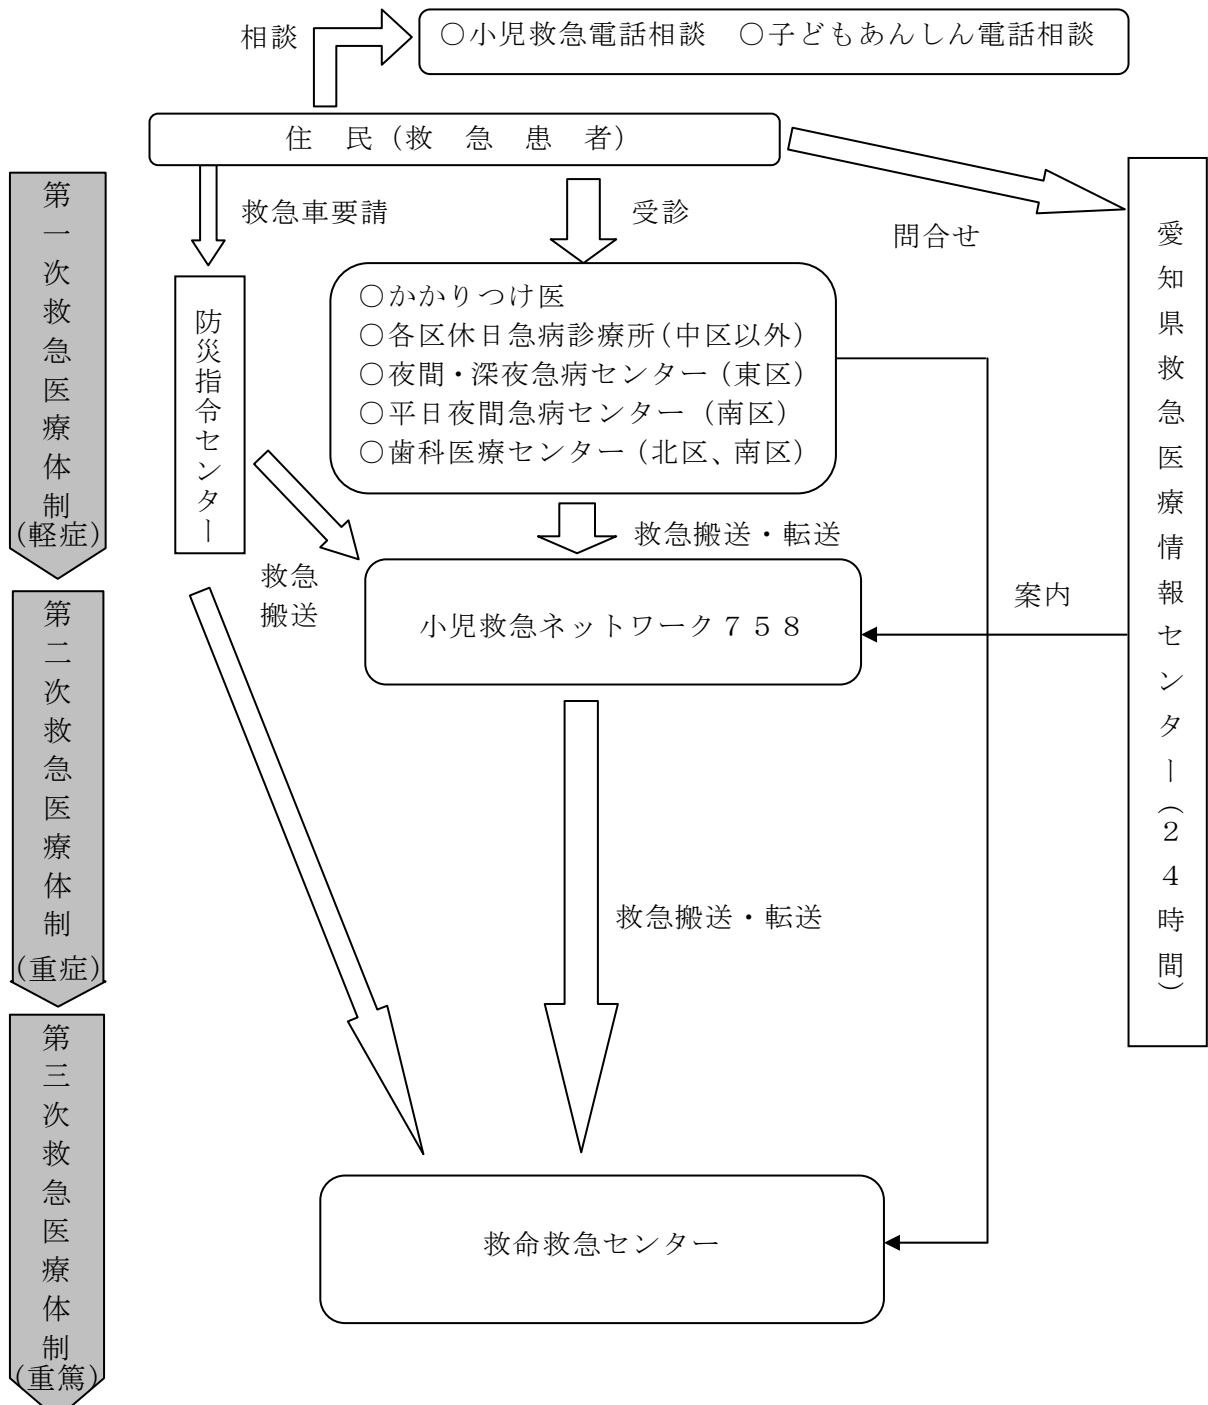 相談
○小児救急電話相談　○子どもあんしん電話相談
住　民（救　急　患　者）
救急車要請
受診
問合せ
第一次救急医療体制
（軽症）
防災指令センター
○かかりつけ医
○各区休日急病診療所（中区以外）
○夜間・深夜急病センター（東区）
○平日夜間急病センター（南区）
○歯科医療センター（北区、南区）
愛知県救急医療情報センター（２４時間）
救急搬送・転送
救急
搬送
案内
第二次救急医療体制
（重症）
小児救急ネットワーク７５８
救急搬送・転送
第三次救急医療体制
（重篤）
救命救急センター